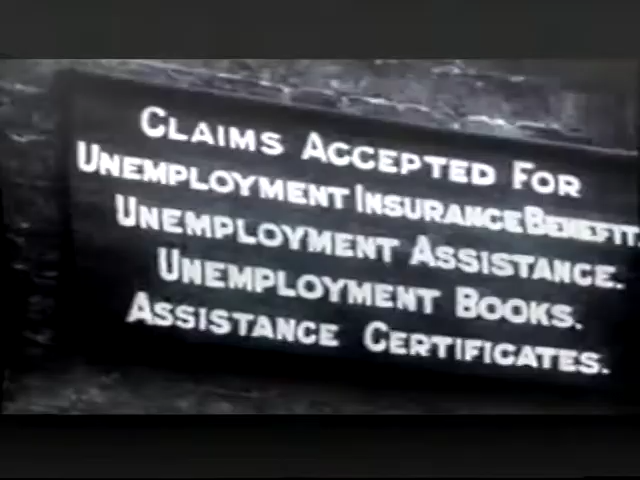 CLAIMS ACCEPTED FOR
UNEMPLOYMENT INSURANCE BENEFIT.
UNEMPLOYMENT ASSISTANCE.
UNEMPLOYMENT BOOKS.
ASSISTANCE CERTIFICATES.